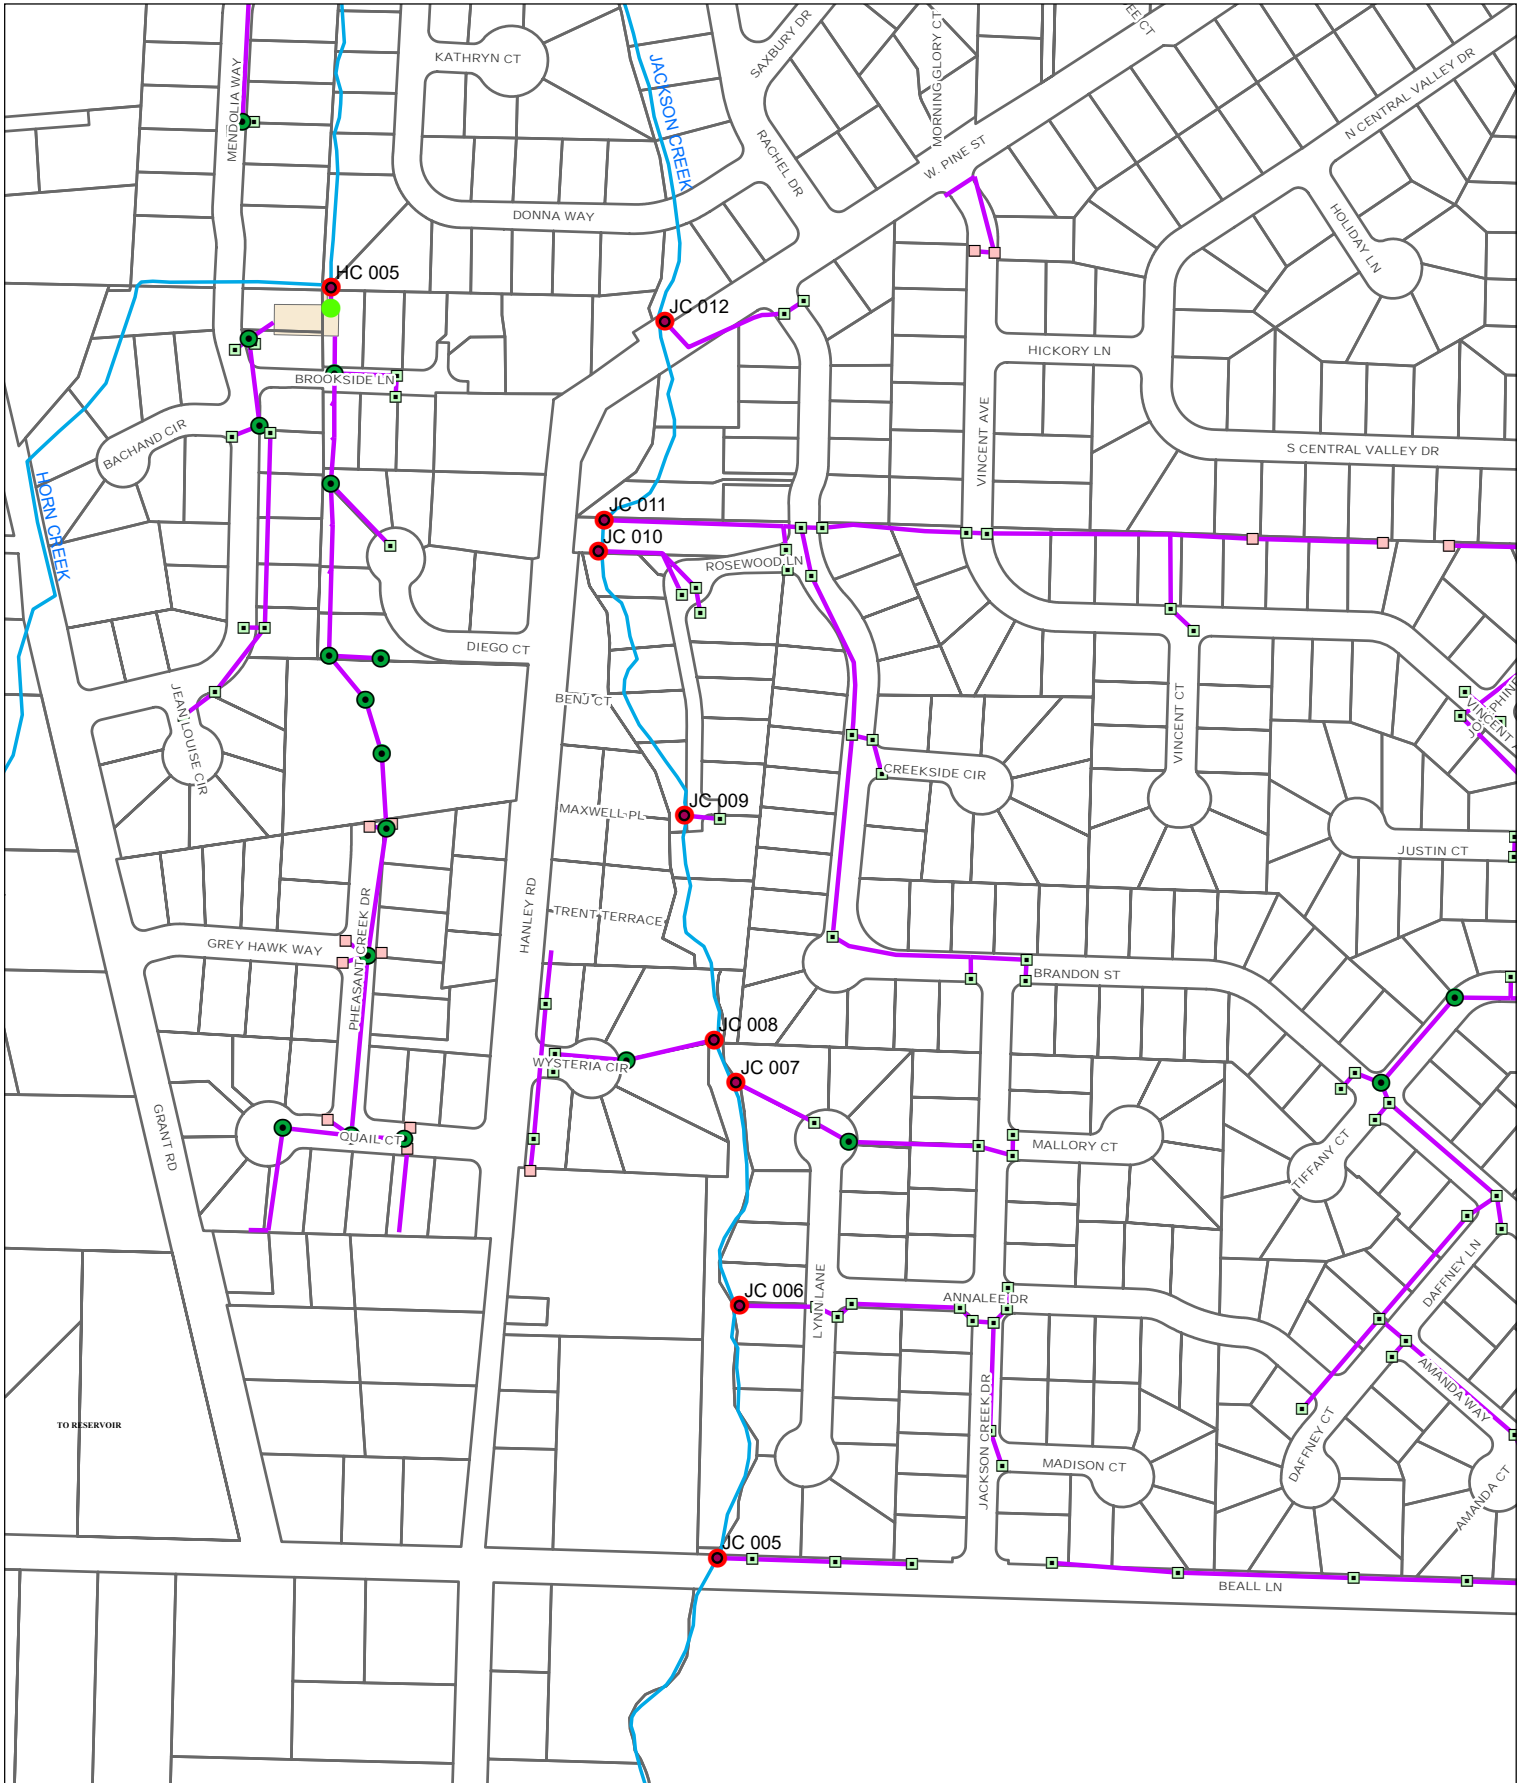 EE CT
SAXBURY DR
MORNINGGLORY CT
KATHRYN CT
JACKSON CREEK
MENDOLIA WAY
N CENTRAL VALLEY DR
RACHEL DR
W. PINE ST
DONNA WAY
HOLIDAY LN
HC 005
JC 012
HICKORY LN
BROOKSIDE LN
BACHAND CIR
VINCENT AVE
S CENTRAL VALLEY DR
HORN CREEK
JC 011
JC 010
ROSEWOOD LN
DIEGO CT
BENJ CT
JEAN LOUISE CIR
VINCENT CT
VINCENT
CREEKSIDE CIR
JC 009
MAXWELL PL
JUSTIN CT
HANLEY RD
TRENT TERRACE
GREY HAWK WAY
PHEASANT CREEK DR
BRANDON ST
JC 008
WYSTERIA CIR
JC 007
GRANT RD
QUAIL CT
MALLORY CT
TIFFANY CT
DAFFNEY LN
JC 006
LYNN LANE
ANNALEE DR
AMANDA WAY
JACKSON CREEK DR
TO RESERVOIR
DAFFNEY CT
MADISON CT
AMANDA CT
JC 005
BEALL LN